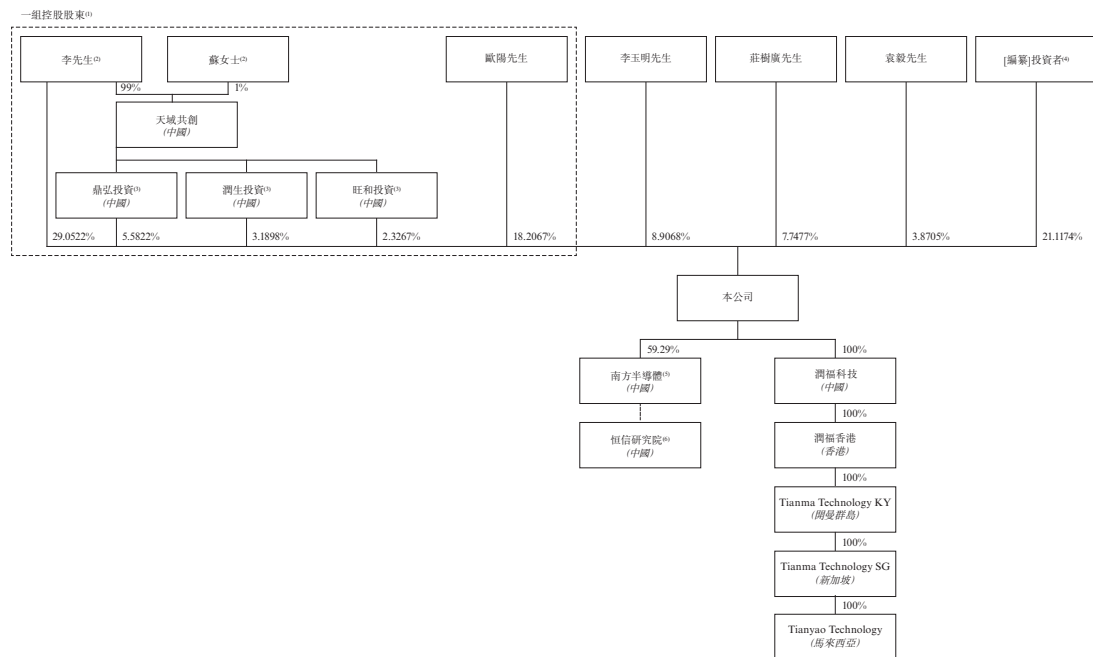 一組控股股東(1)
李先生(2)
蘇女士(2)
歐陽先生
李玉明先生
莊樹廣先生
袁毅先生
[編纂]投資者(4)
99%
1%
天域共創
(中國)
鼎弘投資(3)
(中國)
潤生投資(3)
(中國)
旺和投資(3)
(中國)
29.0522%
5.5822%
3.1898%
2.3267%
18.2067%
8.9068%
7.7477%
3.8705%
21.1174%
本公司
59.29%
100%
南方半導體(5)
(中國)
潤福科技
(中國)
100%
恒信研究院(6)
(中國)
潤福香港
(香港)
100%
Tianma Technology KY
(開曼群島)
100%
Tianma Technology SG
(新加坡)
100%
Tianyao Technology
(馬來西亞)